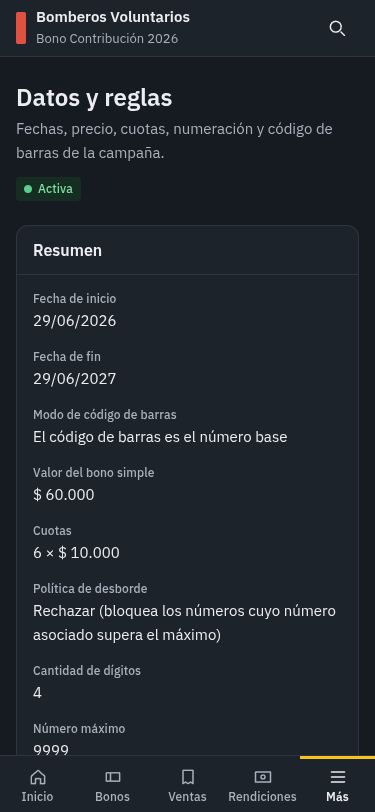 Bomberos Voluntarios
Bono Contribución 2026
Datos y reglas
Fechas, precio, cuotas, numeración y código de
barras de la campaña.
Activa
Resumen
Fecha de inicio
29/06/2026
Fecha de fin
29/06/2027
Modo de código de barras
El código de barras es el número base
Valor del bono simple
$ 60.000
Cuotas
6 × $ 10.000
Política de desborde
Rechazar (bloquea los números cuyo número
asociado supera el máximo)
Cantidad de dígitos
4
Número máximo
9999
Inicio
Bonos
Ventas
Rendiciones
Más